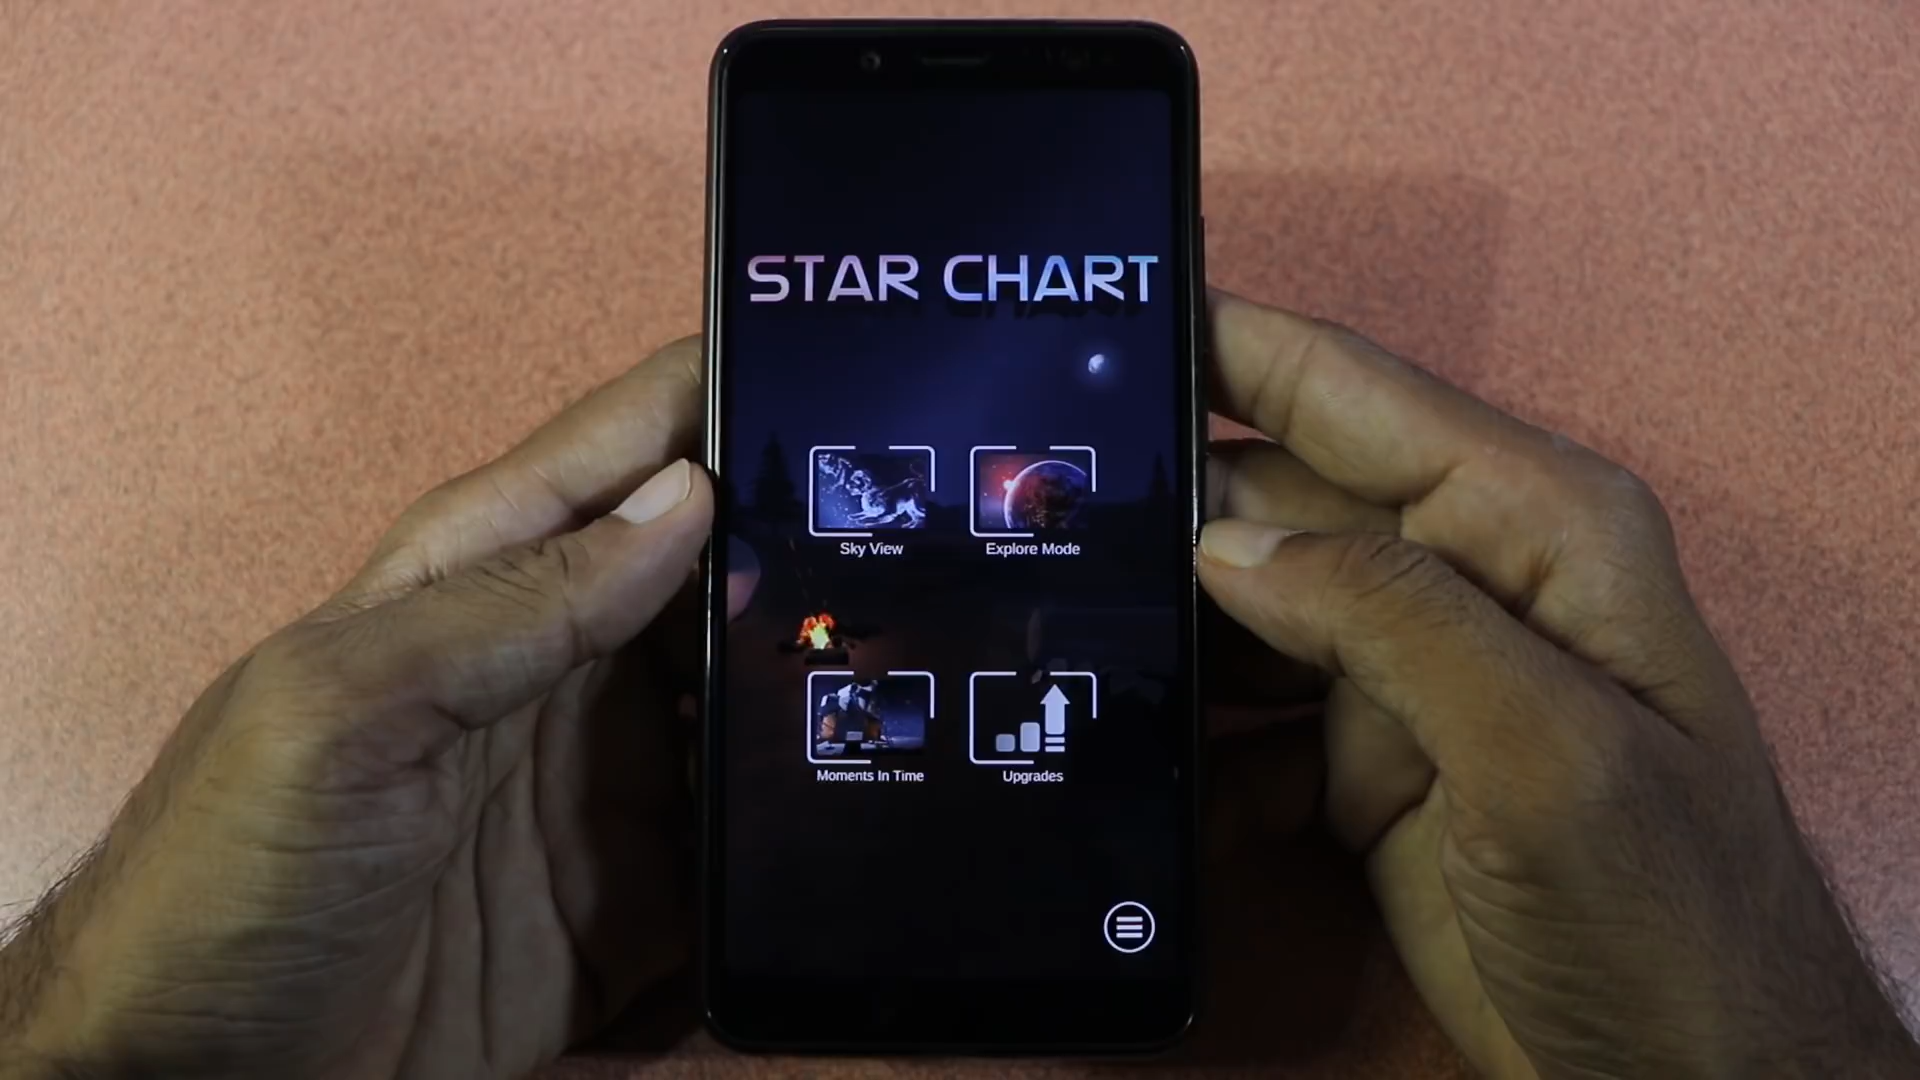 STAR CHART
Sky View
Explore Mode
Moments In Time
Upgrades